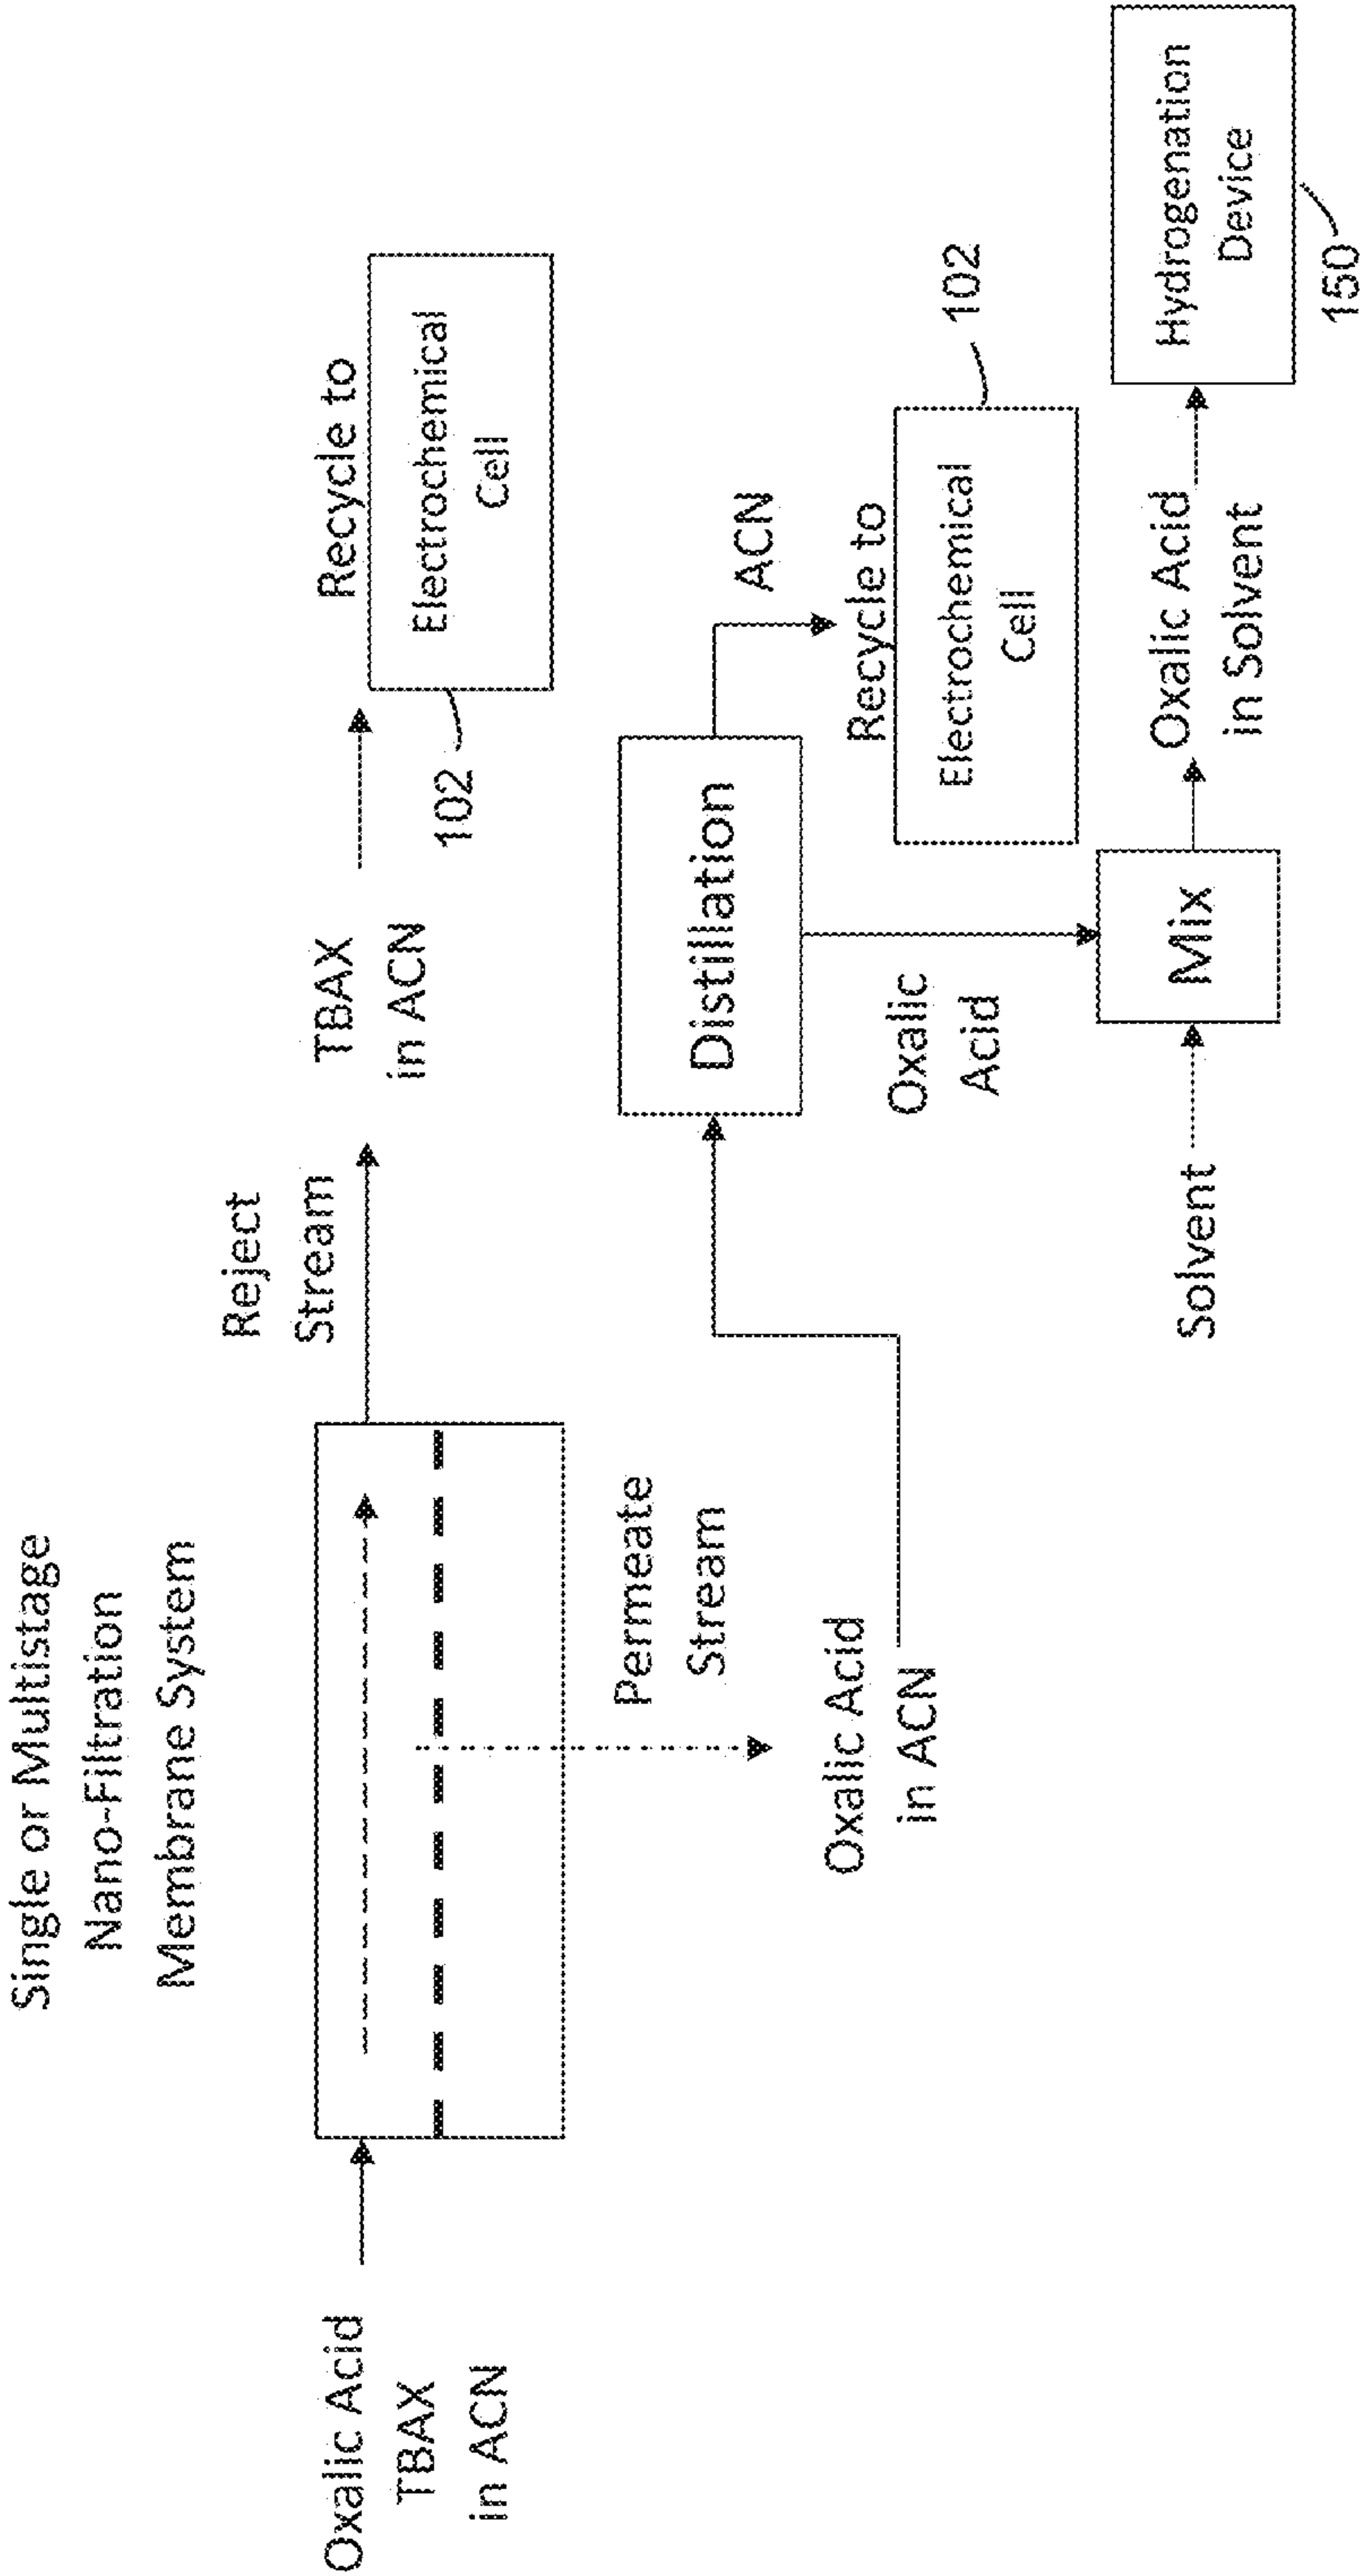 Single or Multistage
Nano-Filtration
Membrane System
Oxalic Acid
TBAX
in ACN
Reject
Stream
TBAX
in ACN
Recycle to
Electrochemical
Cell
102
Permeate
Stream
Oxalic Acid
in ACN
Distillation
ACN
Recycle to
Electrochemical
Cell
102
Oxalic
Acid
Solvent
Mix
Oxalic Acid
in Solvent
Hydrogenation
Device
150